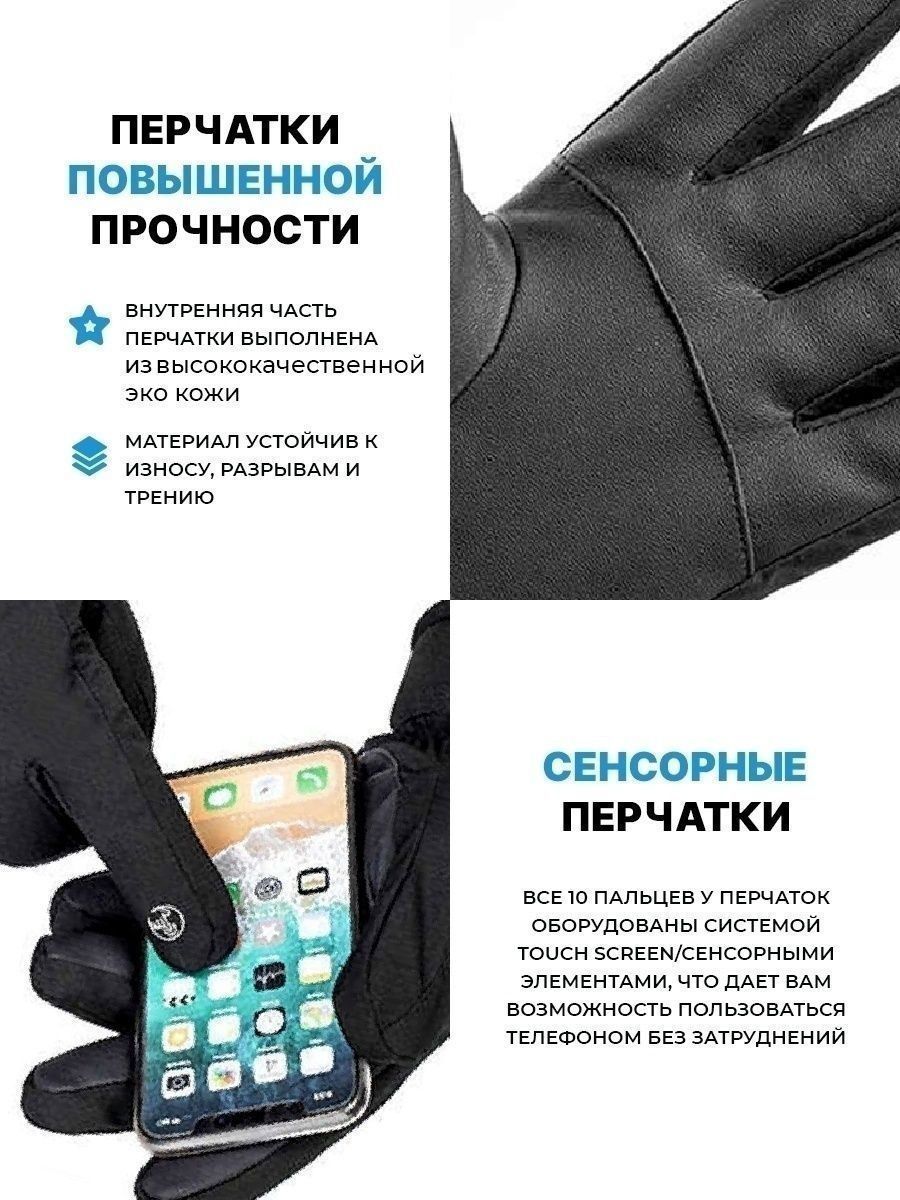 ПЕРЧАТКИ
ПОВЫШЕННОЙ
ПРОЧНОСТИ
ВНУТРЕННЯЯ ЧАСТЬ
ПЕРЧАТКИ ВЫПОЛНЕНА
ИЗ высококачественной
эко кожи
МАТЕРИАЛ УСТОЙЧИВ К
ИЗНОСУ, РАЗРЫВАМ И
ТРЕНИЮ
СЕНСОРНЫЕ
ПЕРЧАТКИ
ВСЕ 10 ПАЛЬЦЕВ У ПЕРЧАТОК
ОБОРУДОВАНЫ СИСТЕМОЙ
TOUCH SCREEN/СЕНСОРНЫМИ
ЭЛЕМЕНТАМИ, ЧТО ДАЕТ ВАМ
ВОЗМОЖНОСТЬ ПОЛЬЗОВАТЬСЯ
ТЕЛЕФОНОМ БЕЗ ЗАТРУДНЕНИЙ